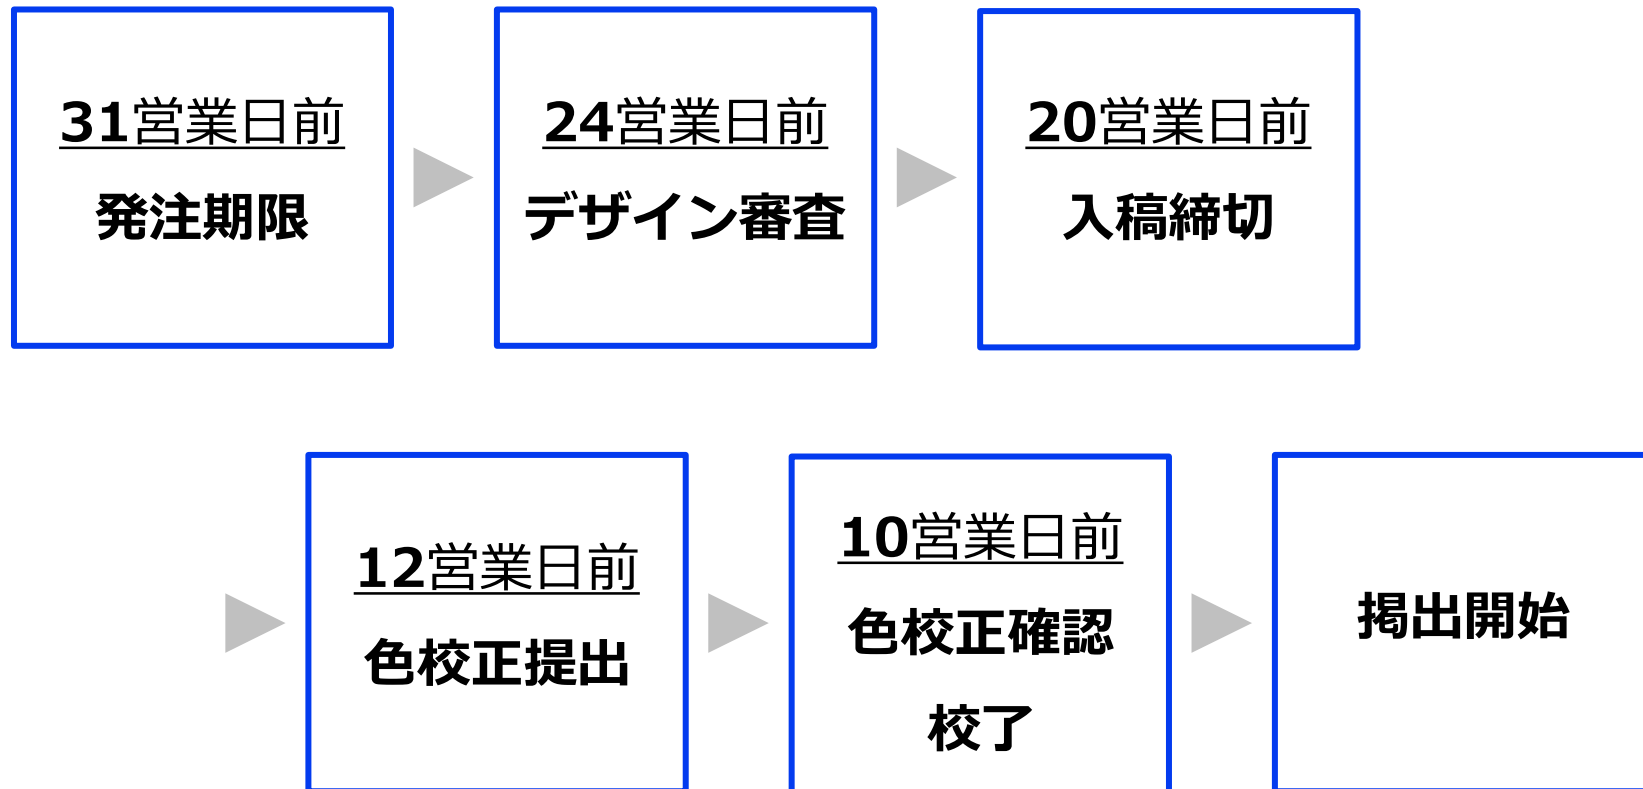 31営業日前
発注期限
24営業日前
デザイン審査
20営業日前
入稿締切
12営業日前
色校正提出
10営業日前
色校正確認
校了
掲出開始